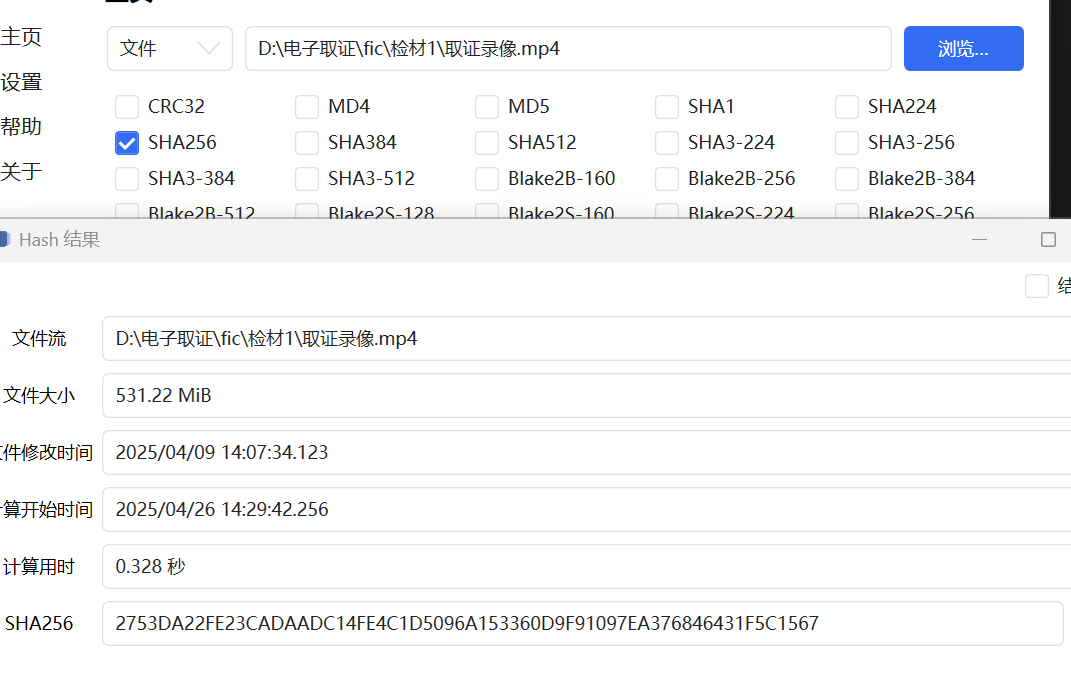 主页
文件
D:\电子取证\fic\检材1\取证录像.mp4
浏览...
设置
帮助
关于
CRC32 MD4 MD5 SHA1 SHA224
SHA256 SHA384 SHA512 SHA3-224 SHA3-256
SHA3-384 SHA3-512 Blake2B-160 Blake2B-256 Blake2B-384
Blake2B-512 Blake2S-128 Blake2S-160 Blake2S-224 Blake2S-256
Hash 结果
结
文件流 D:\电子取证\fic\检材1\取证录像.mp4
文件大小 531.22 MiB
件修改时间 2025/04/09 14:07:34.123
算开始时间 2025/04/26 14:29:42.256
计算用时 0.328 秒
SHA256 2753DA22FE23CADAADC14FE4C1D5096A153360D9F91097EA376846431F5C1567